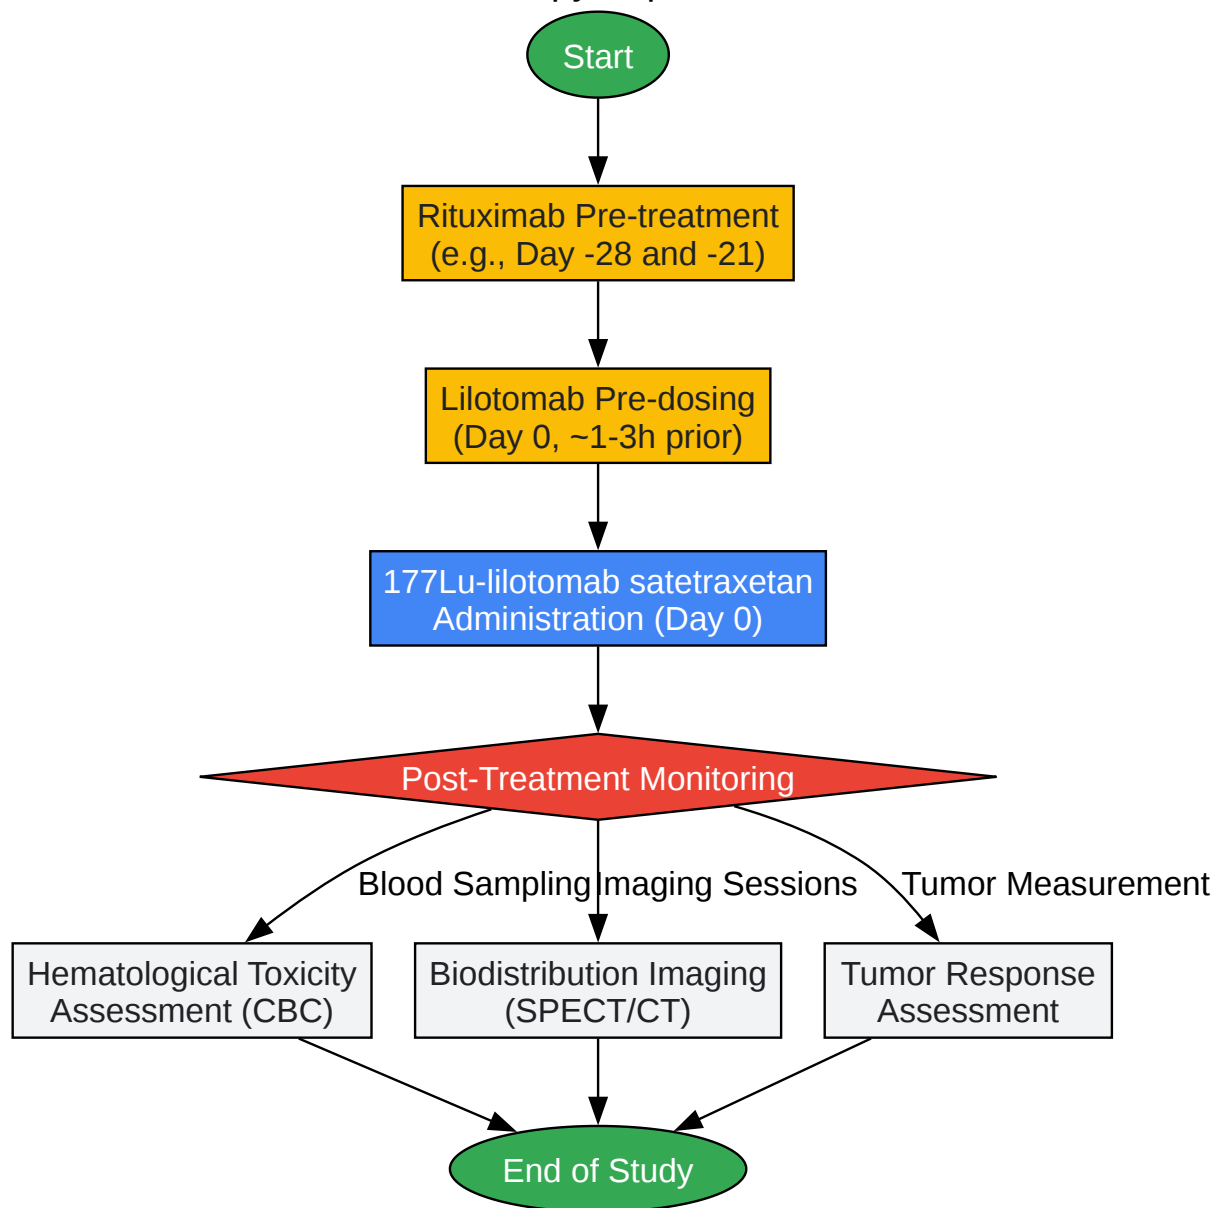 Start
Rituximab Pre-treatment
(e.g., Day -28 and -21)
Lilotomab Pre-dosing
(Day 0, ~1-3h prior)
177Lu-lilotomab satetraxetan
Administration (Day 0)
Post-Treatment Monitoring
Blood Sampling
Imaging Sessions
Tumor Measurement
Hematological Toxicity
Assessment (CBC)
Biodistribution Imaging
(SPECT/CT)
Tumor Response
Assessment
End of Study